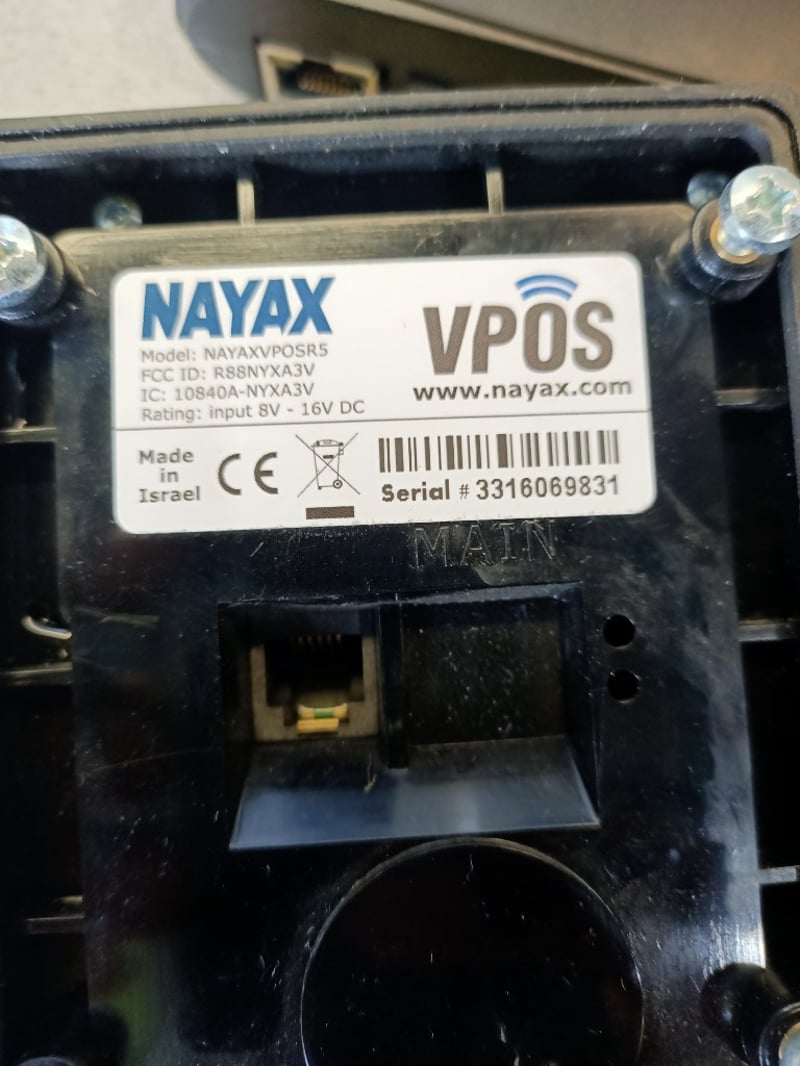 NAYAX
Model: NAYAXVPOSR5
FCC ID: R88NYXA3V
IC: 10840A-NYXA3V
Rating: input 8V - 16V DC
VPOS
www.nayax.com
Made
in
Israel
CE
Serial # 3316069831
MAIN